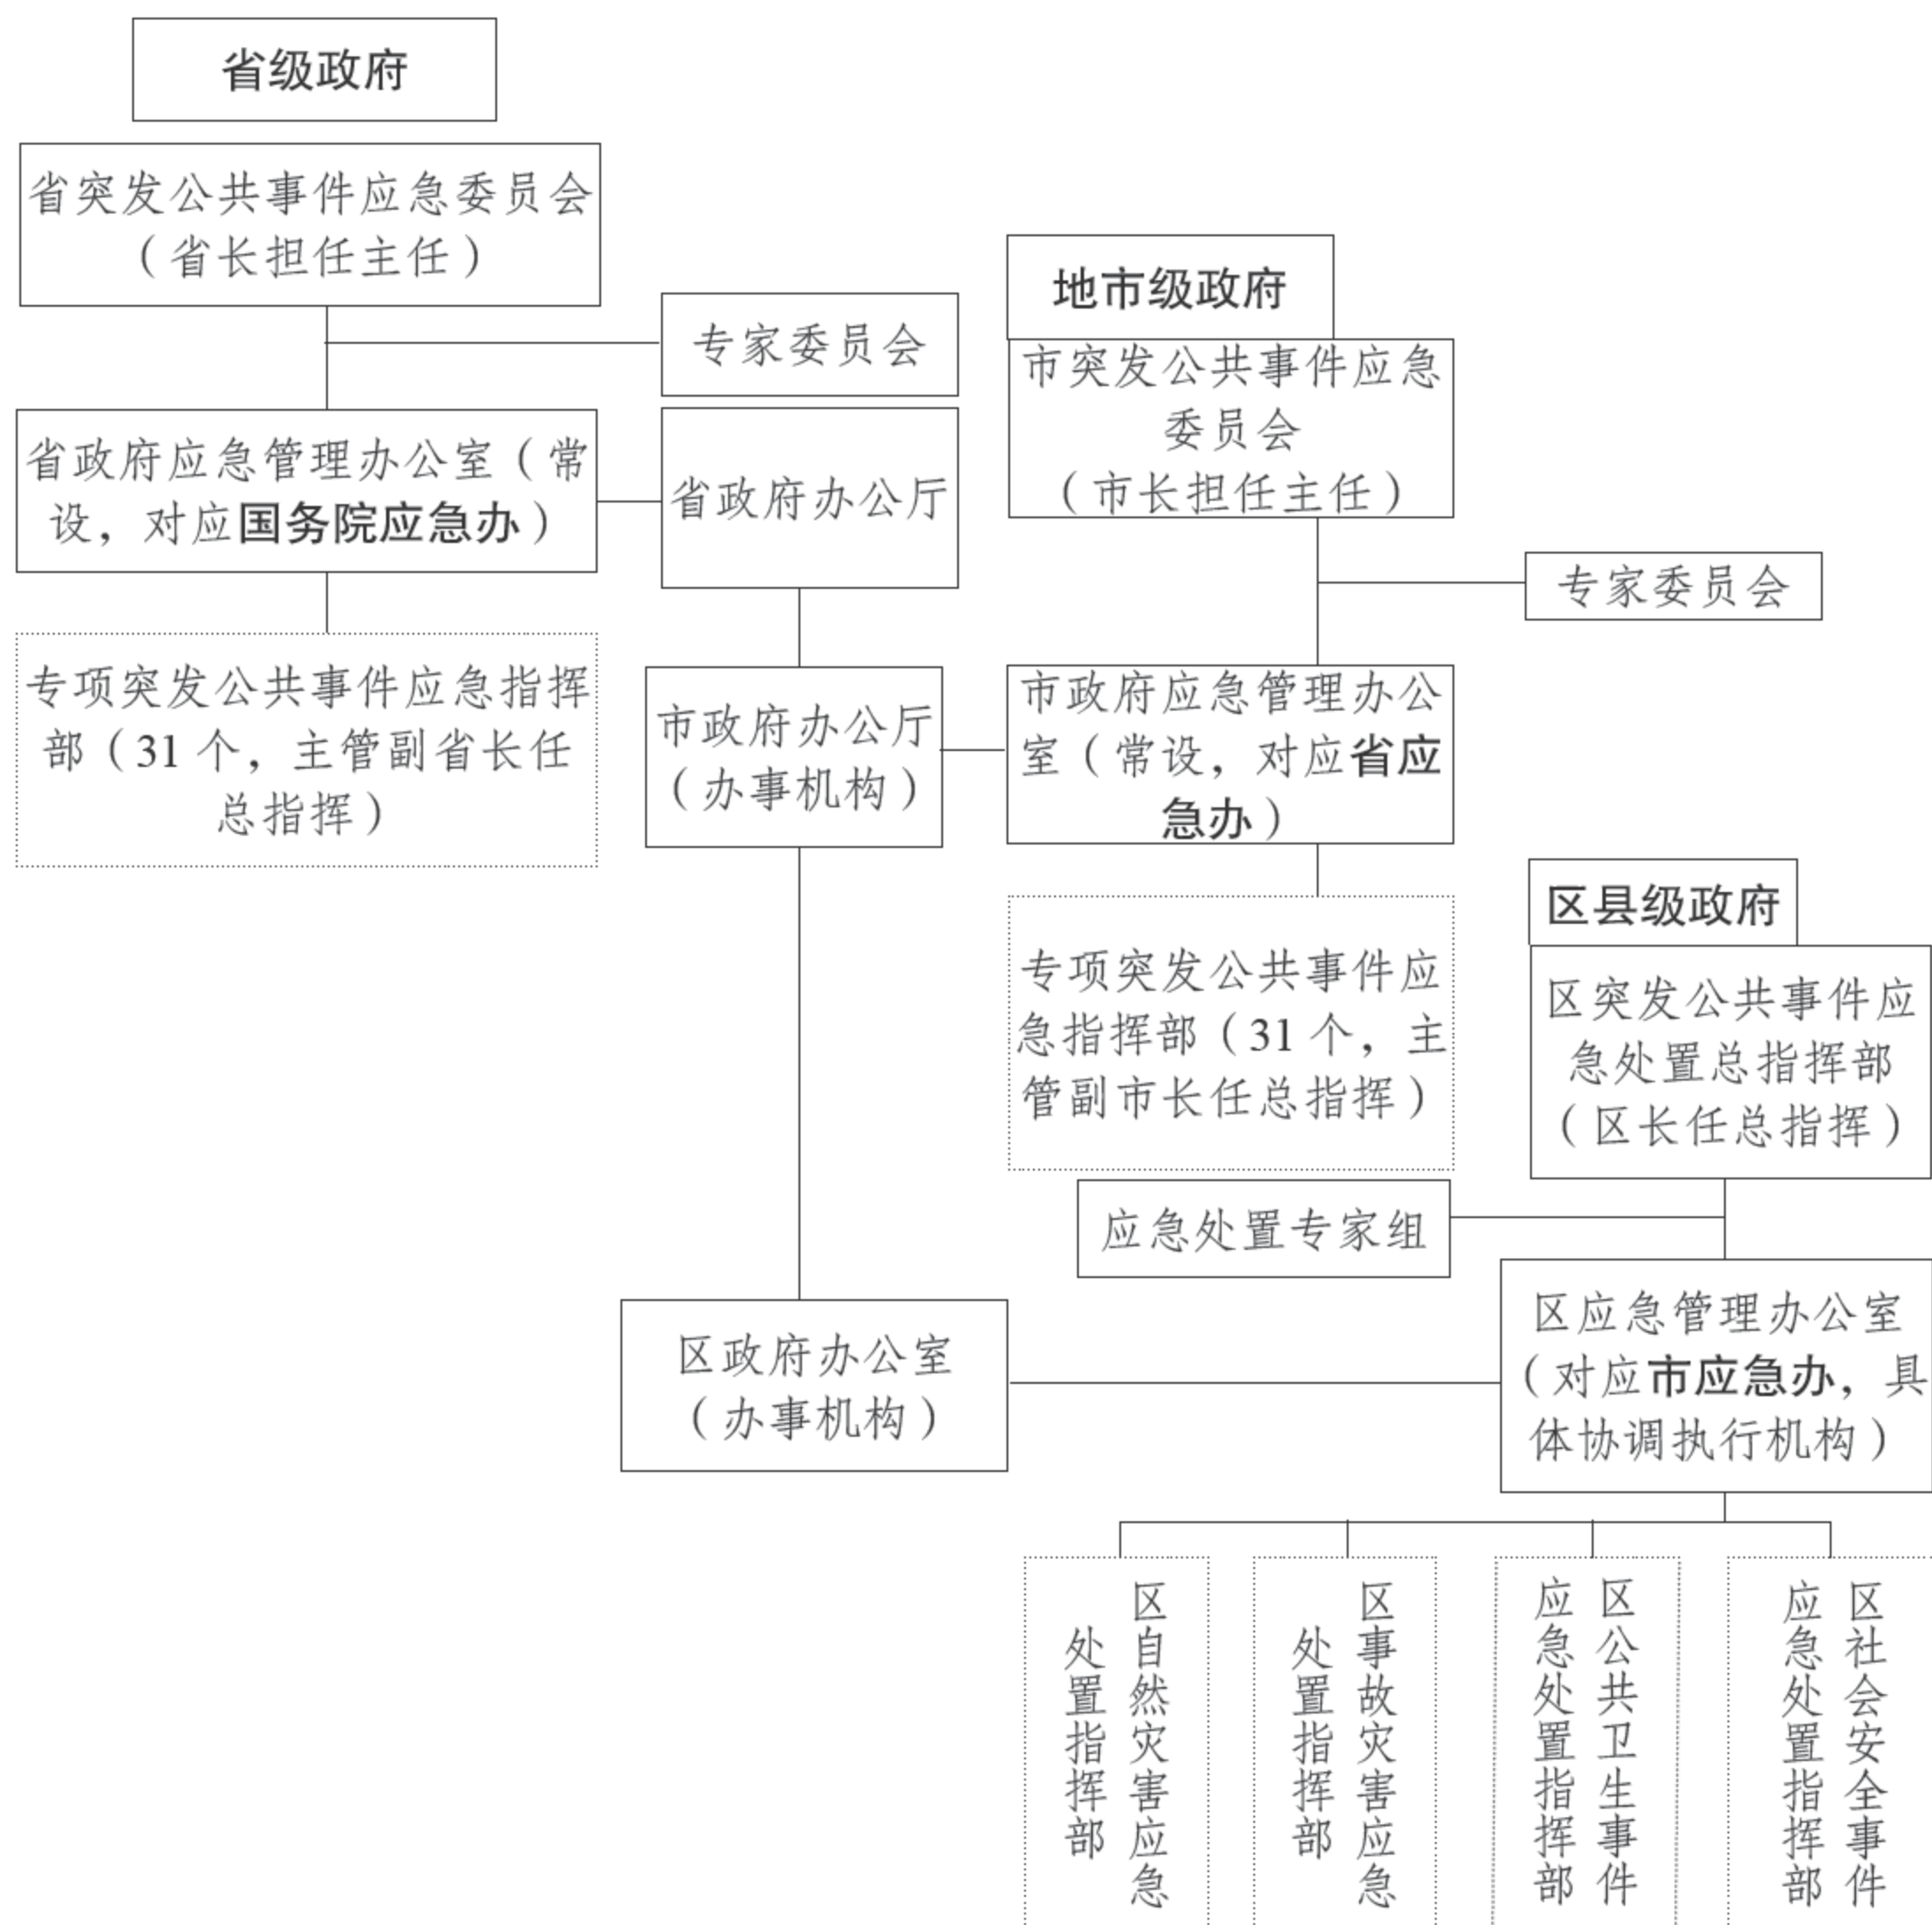 省级政府
省突发公共事件应急委员会
（省长担任主任）
专家委员会
省政府应急管理办公室（常
设，对应国务院应急办）
省政府办公厅
专项突发公共事件应急指挥
部（31 个，主管副省长任
总指挥）
地市级政府
市突发公共事件应急
委员会
（市长担任主任）
专家委员会
市政府办公厅
（办事机构）
市政府应急管理办公
室（常设，对应省应
急办）
专项突发公共事件应
急指挥部（31 个，主
管副市长任总指挥）
区县级政府
区突发公共事件应
急处置总指挥部
（区长任总指挥）
应急处置专家组
区政府办公室
（办事机构）
区应急管理办公室
（对应市应急办，具
体协调执行机构）
区自然灾害应急
处置指挥部
区事故灾害应急
处置指挥部
区公共卫生事件
应急处置指挥部
区社会安全事件
应急处置指挥部